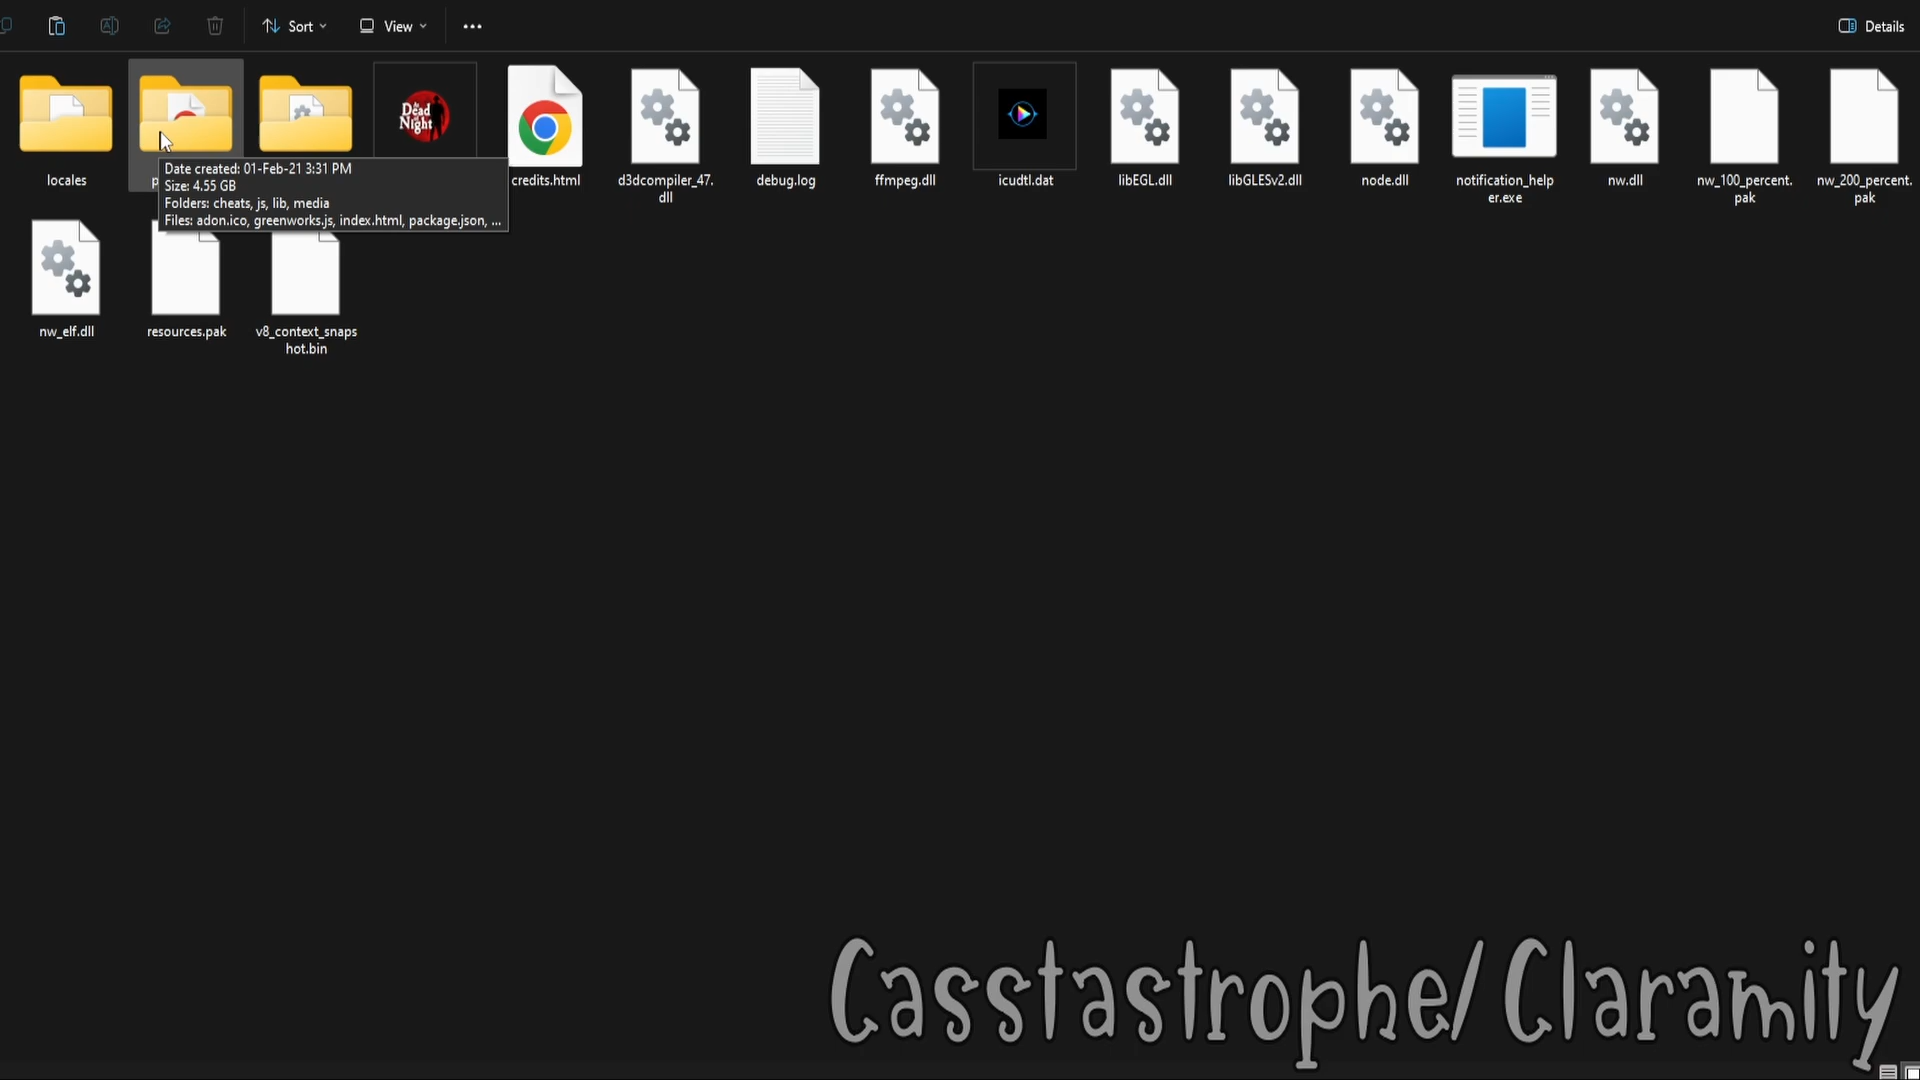 Sort
View
Details
At
Dead
Night
locales
p
Date created: 01-Feb-21 3:31 PM
Size: 4.55 GB
Folders: cheats, js, lib, media
Files: adon.ico, greenworks.js, index.html, package.json, ...
credits.html
d3dcompiler_47.
dll
debug.log
ffmpeg.dll
icudtl.dat
libEGL.dll
libGLESv2.dll
node.dll
notification_help
er.exe
nw.dll
nw_100_percent.
pak
nw_200_percent.
pak
nw_elf.dll
resources.pak
v8_context_snaps
hot.bin
Casstastrophe/ Claramity